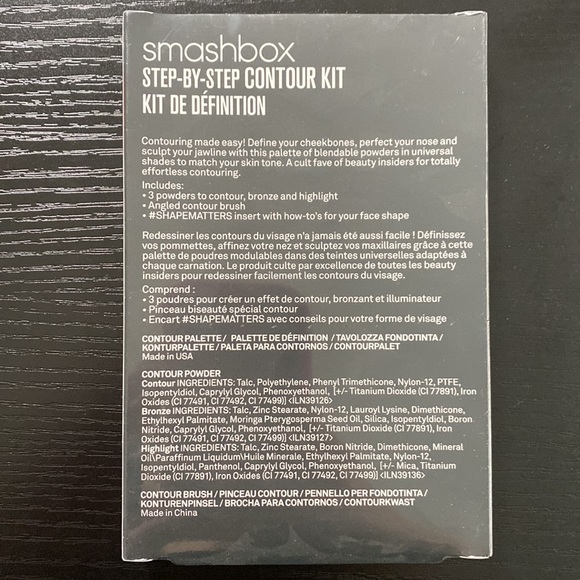 smashbox
STEP-BY-STEP CONTOUR KIT
KIT DE DÉFINITION
Contouring made easy! Define your cheekbones, perfect your nose and
sculpt your jawline with this palette of blendable powders in universal
shades to match your skin tone. A cult fave of beauty insiders for totally
effortless contouring.
Includes:
• 3 powders to contour, bronze and highlight
• Angled contour brush
• #SHAPEMATTERS insert with how-to's for your face shape
Redessiner les contours du visage n'a jamais été aussi facile ! Définissez
vos pommettes, affinez votre nez et sculptez vos maxillaires grâce à cette
palette de poudres modulables dans des teintes universelles adaptées à
chaque carnation. Le produit culte par excellence de toutes les beauty
insiders pour redessiner facilement les contours du visage.
Comprend :
• 3 poudres pour créer un effet de contour, bronzant et illuminateur
• Pinceau biseauté spécial contour
• Encart #SHAPEMATTERS avec conseils pour votre forme de visage
CONTOUR PALETTE / PALETTE DE DÉFINITION / TAVOLOZZA FONDOTINTA /
KONTURPALETTE / PALETA PARA CONTORNOS / CONTOURPALET
Made in USA
CONTOUR POWDER
Contour INGREDIENTS: Talc, Polyethylene, Phenyl Trimethicone, Nylon-12, PTFE,
Isopentyldiol, Caprylyl Glycol, Phenoxyethanol, [+/- Titanium Dioxide (CI 77891), Iron
Oxides (CI 77491, CI 77492, CI 77499)] <ILN39126>
Bronze INGREDIENTS: Talc, Zinc Stearate, Nylon-12, Lauroyl Lysine, Dimethicone,
Ethylhexyl Palmitate, Moringa Pterygosperma Seed Oil, Silica, Isopentyldiol, Boron
Nitride, Caprylyl Glycol, Phenoxyethanol, [+/- Titanium Dioxide (CI 77891), Iron
Oxides (CI 77491, CI 77492, CI 77499)] <ILN39127>
Highlight INGREDIENTS: Talc, Zinc Stearate, Boron Nitride, Dimethicone, Mineral
Oil\Paraffinum Liquidum\Huile Minerale, Ethylhexyl Palmitate, Nylon-12,
Isopentyldiol, Panthenol, Caprylyl Glycol, Phenoxyethanol, [+/- Mica, Titanium
Dioxide (CI 77891), Iron Oxides (CI 77491, CI 77492, CI 77499)] <ILN39136>
CONTOUR BRUSH / PINCEAU CONTOUR / PENNELLO PER FONDOTINTA /
KONTURENPINSEL / BROCHA PARA CONTORNOS / CONTOURKWAST
Made in China